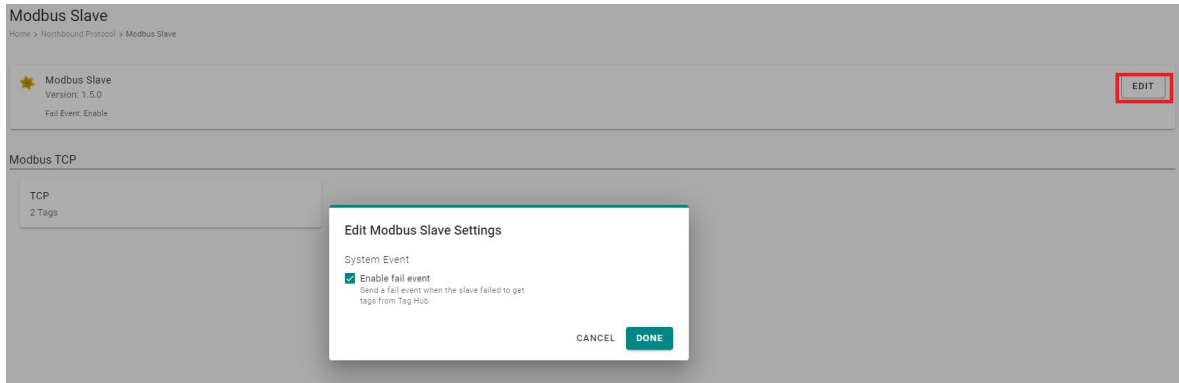 Modbus Slave
Home > Northbound Protocol > Modbus Slave
Modbus Slave
Version: 1.5.0
Fail Event: Enable
EDIT
Modbus TCP
TCP
2 Tags
Edit Modbus Slave Settings
System Event
Enable fail event
Send a fail event when the slave failed to get
tags from Tag Hub.
CANCEL DONE